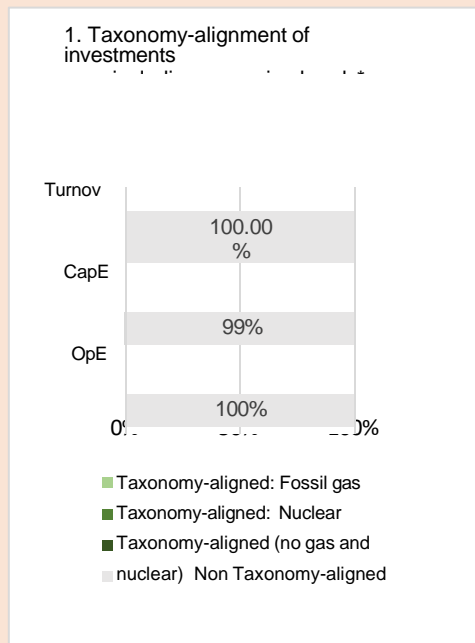 1. Taxonomy-alignment of
investments
Turnov
100.00
%
CapE
99%
OpE
100%
Taxonomy-aligned: Fossil gas
Taxonomy-aligned: Nuclear
Taxonomy-aligned (no gas and
nuclear) Non Taxonomy-aligned